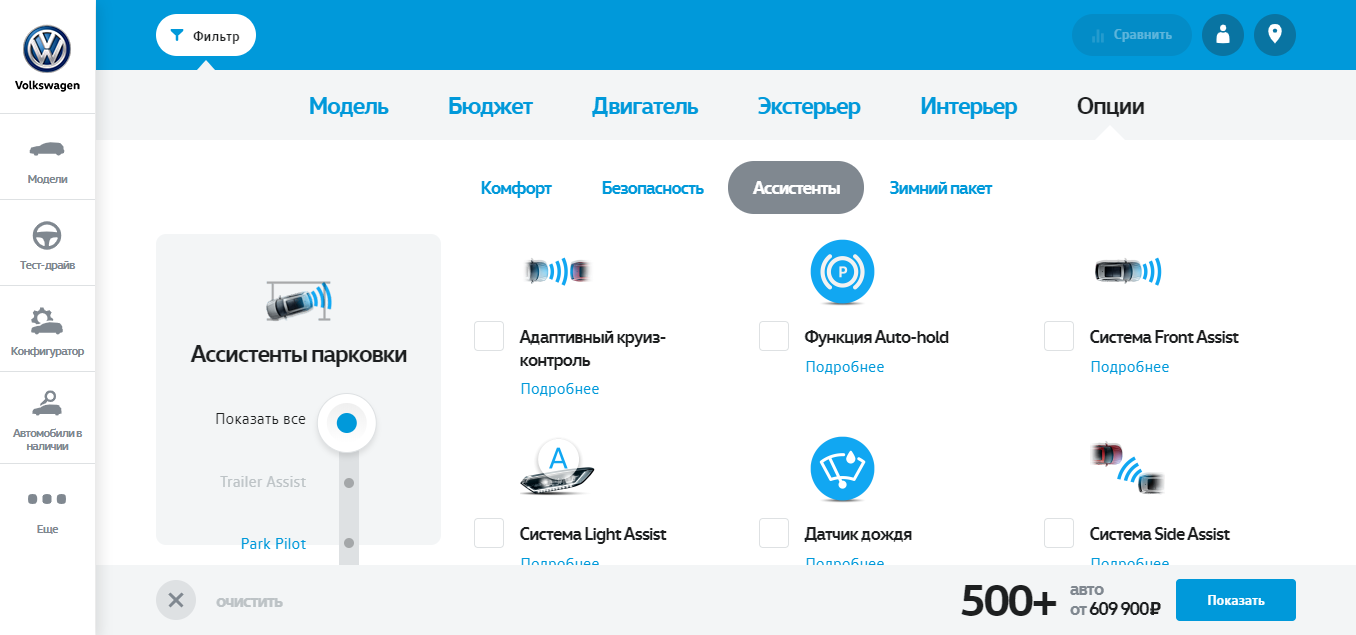 Volkswagen
Модели
Тест-драйв
Конфигуратор
Автомобили в
наличии
Еще
Фильтр
Сравнить
Модель Бюджет Двигатель Экстерьер Интерьер Опции
Комфорт Безопасность Ассистенты Зимний пакет
Ассистенты парковки
Показать все
Trailer Assist
Park Pilot
Адаптивный круиз-
контроль
Подробнее
Функция Auto-hold
Подробнее
P
Система Front Assist
Подробнее
A
Система Light Assist
Подробнее
Датчик дождя
Подробнее
Система Side Assist
Подробнее
очистить
500+
авто
от 609 900₽
Показать